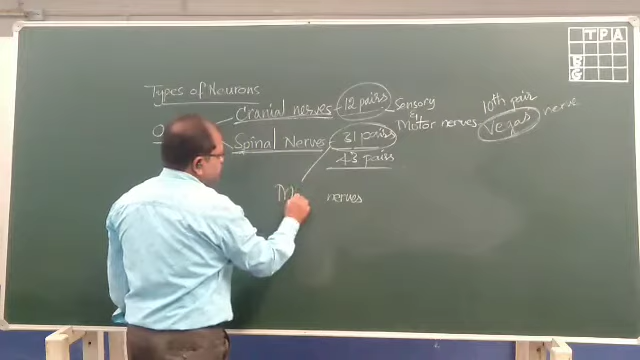 Types of Neurons
Cranial nerves 12 pairs Sensory
& Motor nerves
10th pair
Vegas nerve
Spinal Nerves 31 pairs
43 pairs
nerves
T P A
B
G